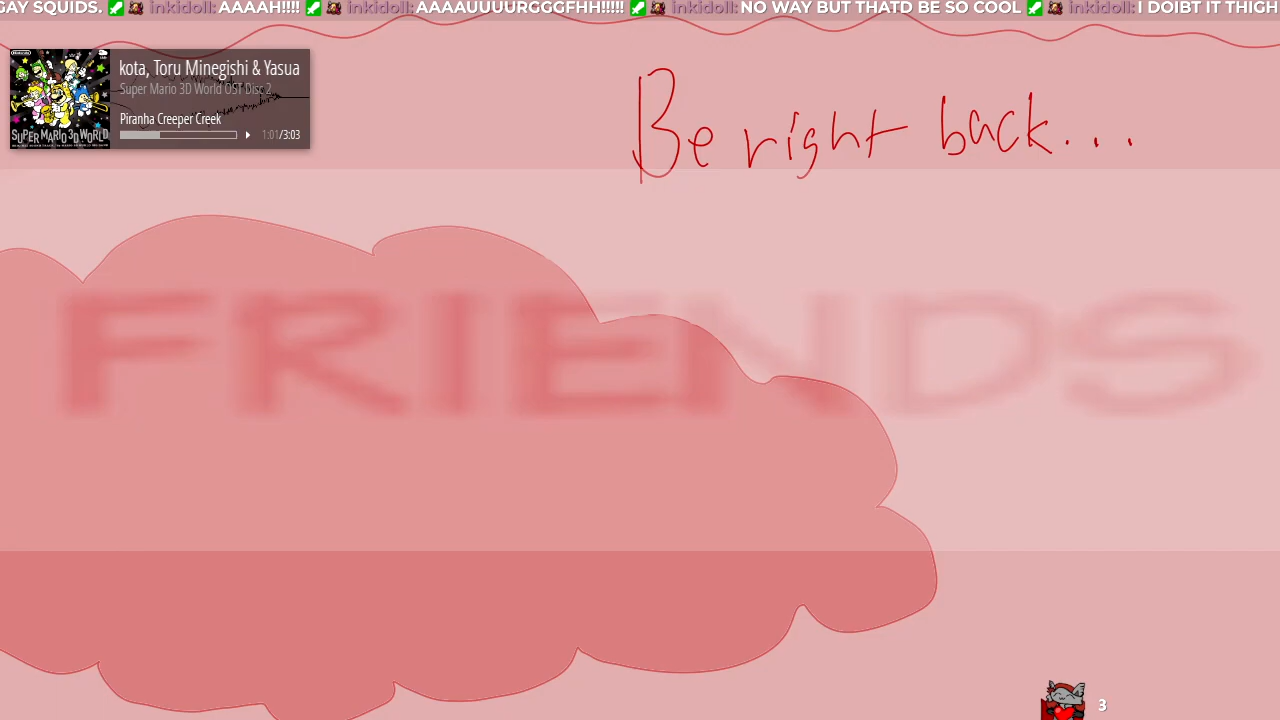 GAY SQUIDS. inkidoll: AAAAH!!!! inkidoll: AAAAUUUURGGGFHH!!!!! inkidoll: NO WAY BUT THATD BE SO COOL inkidoll: I DOIBT IT THIGH
kota, Toru Minegishi & Yasua
Super Mario 3D World OST Disc 2
Piranha Creeper Creek
1:01/3:03
SUPER MARIO 3D WORLD
Be right back...
FRIENDS
3